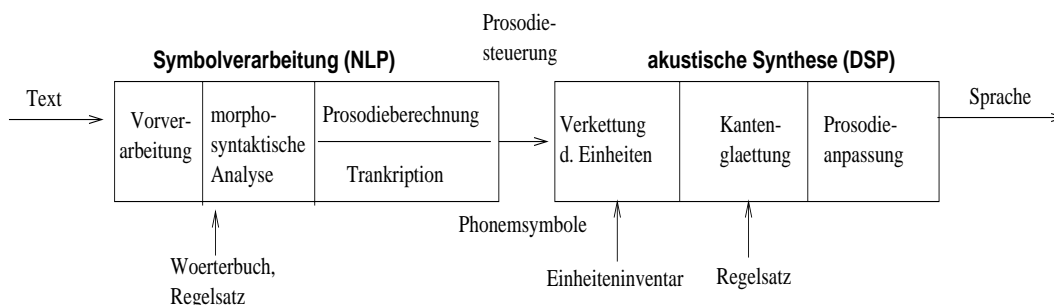 Prosodie-
steuerung
Symbolverarbeitung (NLP)
akustische Synthese (DSP)
Text
Vorver-
arbeitung
morpho-
syntaktische
Analyse
Prosodieberechnung
Trankription
Verkettung
d. Einheiten
Kanten-
glaettung
Prosodie-
anpassung
Sprache
Phonemsymbole
Woerterbuch,
Regelsatz
Einheiteninventar
Regelsatz